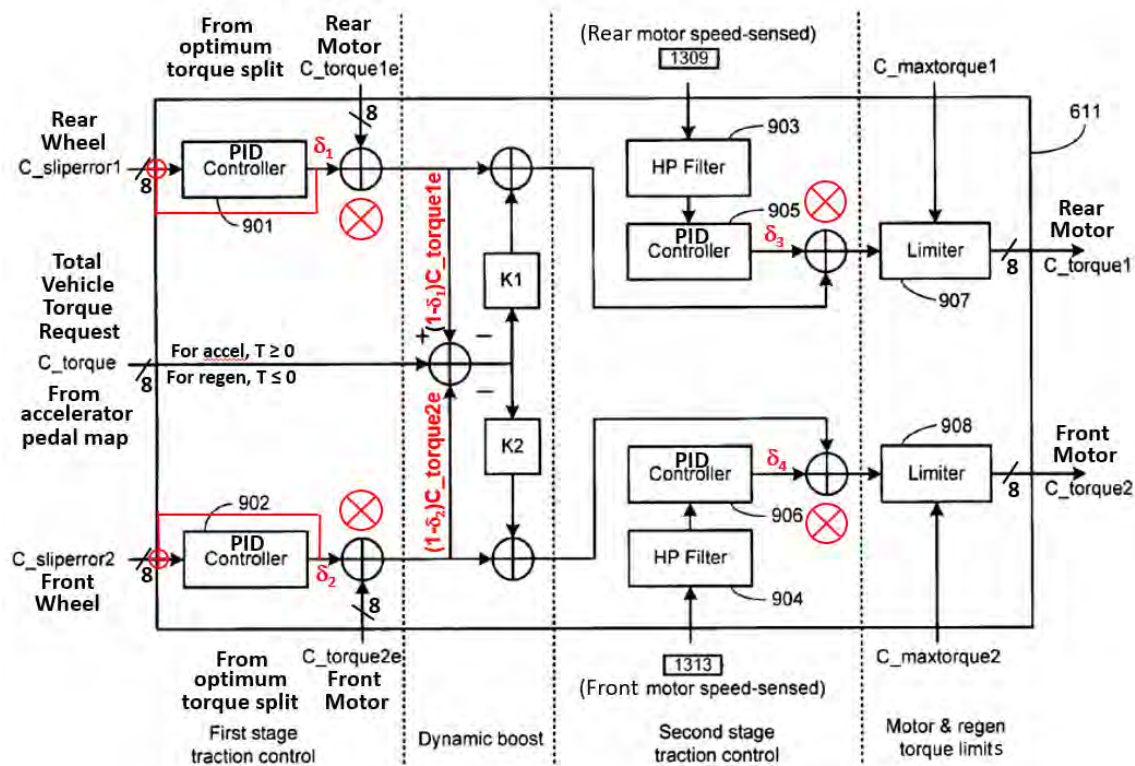 From
optimum
torque split
Rear
Motor
C_torque1e
(Rear motor speed-sensed)
1309
C_maxtorque1
611
Rear
Wheel
C_sliperror1
8
8
PID
Controller
δ1
901
903
HP Filter
905
PID
Controller
δ3
Limiter
907
8
Rear
Motor
C_torque1
(1-δ1)C_torque1e
K1
Total
Vehicle
Torque
Request
C_torque
8
For accel, T ≥ 0
For regen, T ≤ 0
From
accelerator
pedal map
+
−
−
(1-δ2)C_torque2e
K2
908
Limiter
8
Front
Motor
C_torque2
PID
Controller
δ4
906
HP Filter
904
902
PID
Controller
δ2
C_sliperror2
8
Front
Wheel
8
From
optimum
torque split
C_torque2e
Front
Motor
1313
(Front motor speed-sensed)
C_maxtorque2
First stage
traction control
Dynamic boost
Second stage
traction control
Motor & regen
torque limits